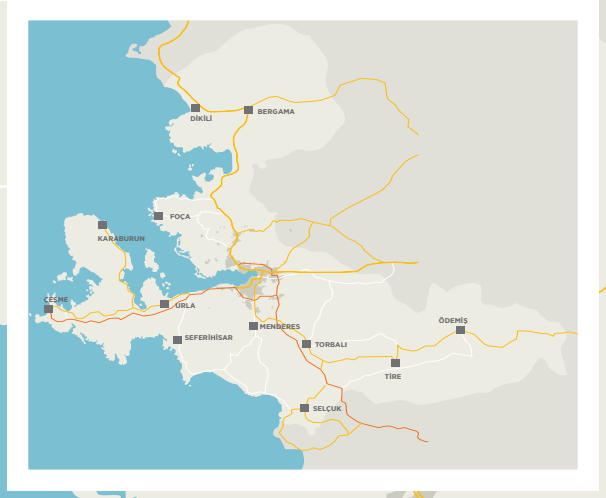 DİKİLİ
BERGAMA
FOÇA
KARABURUN
ÇEŞME
URLA
SEFERİHİSAR
MENDERES
TORBALI
ÖDEMİŞ
TİRE
SELÇUK